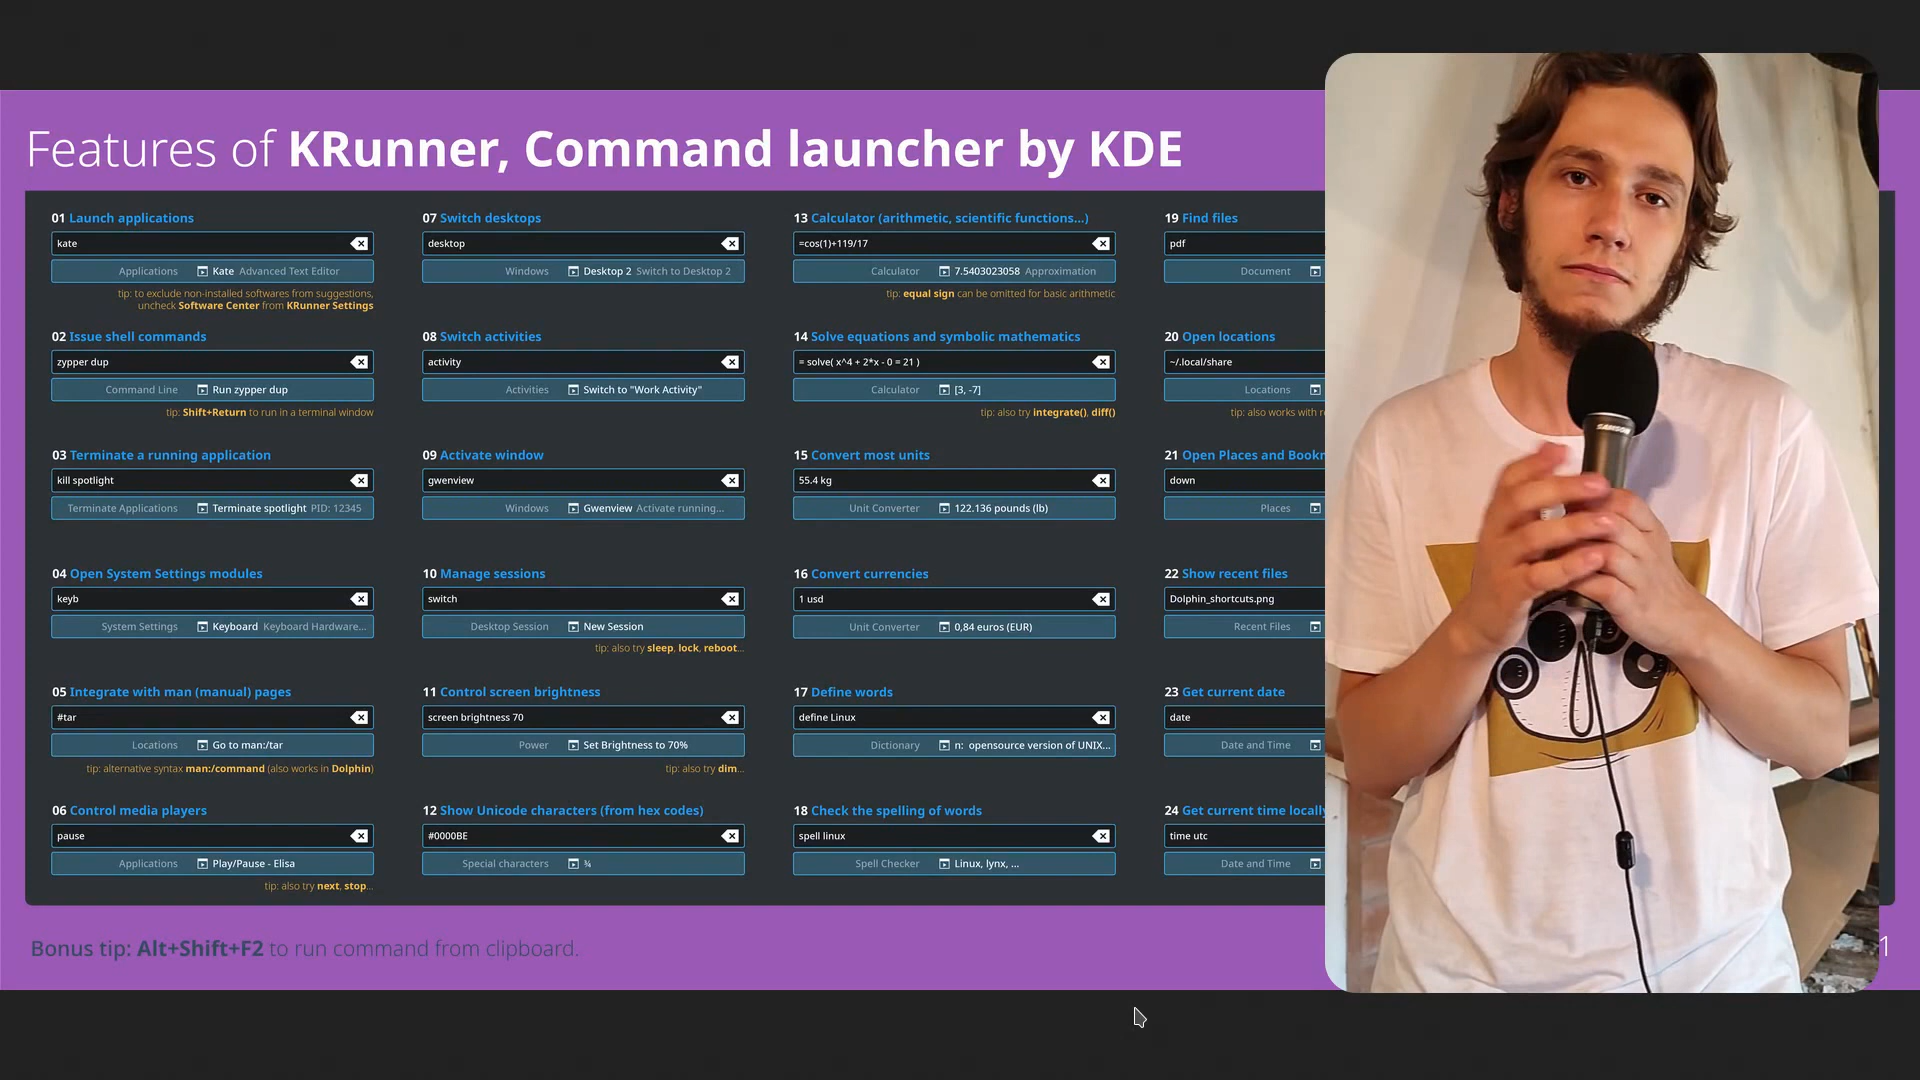 Features of KRunner, Command launcher by KDE
01 Launch applications
kate
Applications Kate Advanced Text Editor
tip: to exclude non-installed softwares from suggestions,
uncheck Software Center from KRunner Settings
02 Issue shell commands
zypper dup
Command Line Run zypper dup
tip: Shift+Return to run in a terminal window
03 Terminate a running application
kill spotlight
Terminate Applications Terminate spotlight PID: 12345
04 Open System Settings modules
keyb
System Settings Keyboard Keyboard Hardware...
05 Integrate with man (manual) pages
#tar
Locations Go to man:/tar
tip: alternative syntax man:/command (also works in Dolphin)
06 Control media players
pause
Applications Play/Pause - Elisa
tip: also try next, stop...
07 Switch desktops
desktop
Windows Desktop 2 Switch to Desktop 2
08 Switch activities
activity
Activities Switch to "Work Activity"
09 Activate window
gwenview
Windows Gwenview Activate running...
10 Manage sessions
switch
Desktop Session New Session
tip: also try sleep, lock, reboot...
11 Control screen brightness
screen brightness 70
Power Set Brightness to 70%
tip: also try dim...
12 Show Unicode characters (from hex codes)
#0000BE
Special characters ¾
13 Calculator (arithmetic, scientific functions...)
=cos(1)+119/17
Calculator 7.5403023058 Approximation
tip: equal sign can be omitted for basic arithmetic
14 Solve equations and symbolic mathematics
= solve( x^4 + 2*x - 0 = 21 )
Calculator [3, -7]
tip: also try integrate(), diff()
15 Convert most units
55.4 kg
Unit Converter 122.136 pounds (lb)
16 Convert currencies
1 usd
Unit Converter 0,84 euros (EUR)
17 Define words
define Linux
Dictionary n: opensource version of UNIX...
18 Check the spelling of words
spell linux
Spell Checker Linux, lynx, ...
19 Find files
pdf
Document
20 Open locations
~/.local/share
Locations
tip: also works with
21 Open Places and
down
Places
22 Show recent files
Dolphin_shortcuts.png
Recent Files
23 Get current date
date
Date and Time
24 Get current time locally
time utc
Date and Time
Bonus tip: Alt+Shift+F2 to run command from clipboard.
1
SAMSON